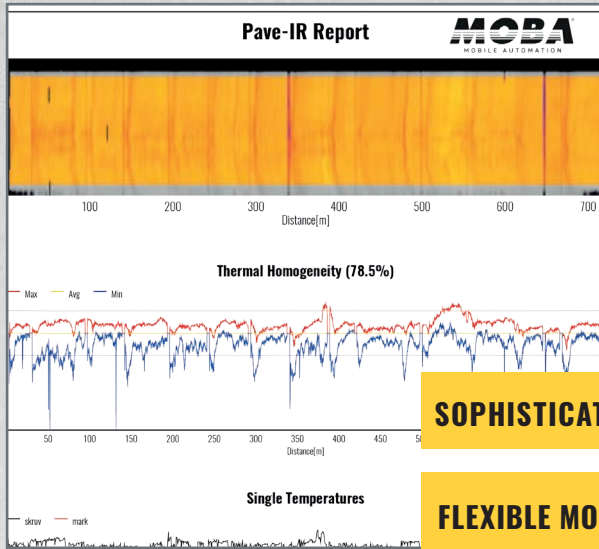 Pave-IR Report
MOBA
MOBILE AUTOMATION
100 200 300 400 500 600 700
Distance[m]
Thermal Homogeneity (78.5%)
Max Avg Min
50 100 150 200 250 300 350 400 450
Distance[m]
SOPHISTICAT
Single Temperatures
skruv mark
FLEXIBLE MO